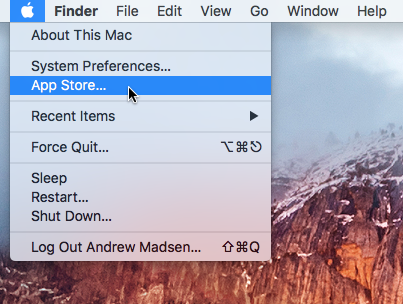 Finder File Edit View Go Window Help
About This Mac
System Preferences...
App Store...
Recent Items
Force Quit... ⌥⌘⎋
Sleep
Restart...
Shut Down...
Log Out Andrew Madsen... ⇧⌘Q